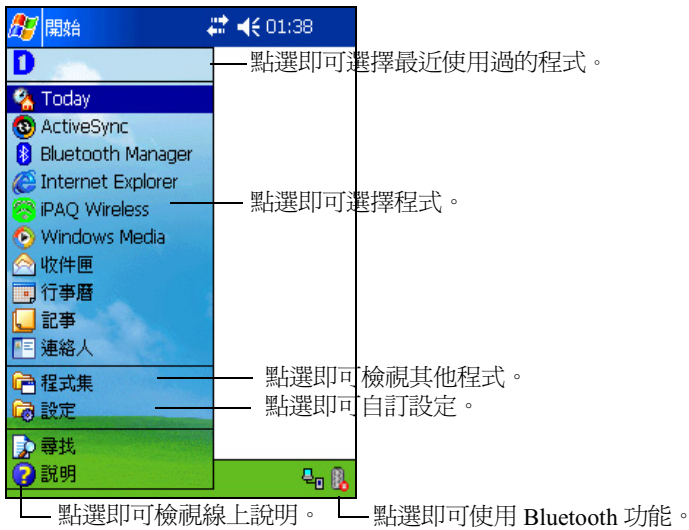 開始 01:38
1
點選即可選擇最近使用過的程式。
Today
ActiveSync
Bluetooth Manager
Internet Explorer
iPAQ Wireless
點選即可選擇程式。
Windows Media
收件匣
行事曆
記事
連絡人
程式集
點選即可檢視其他程式。
設定
點選即可自訂設定。
尋找
說明
點選即可檢視線上說明。
點選即可使用 Bluetooth 功能。